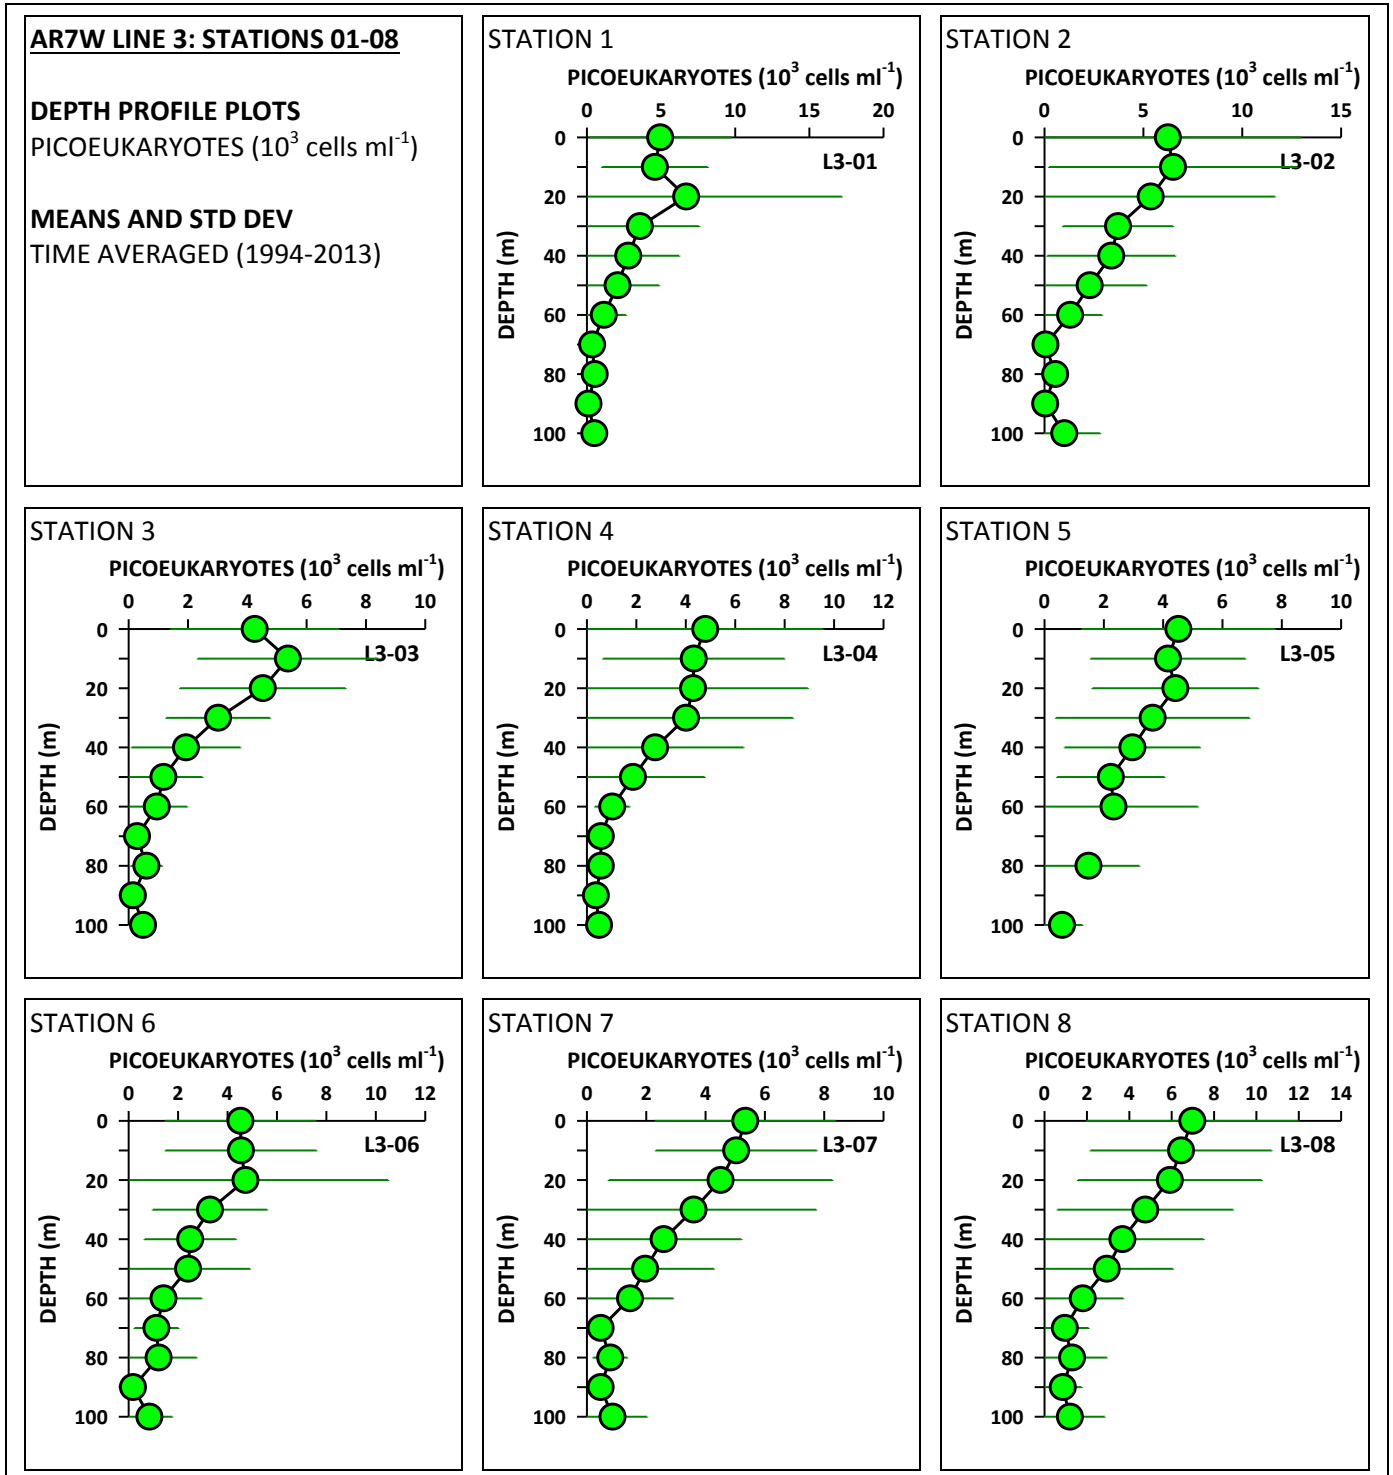 AR7W LINE 3: STATIONS 01-08
DEPTH PROFILE PLOTS
PICOEUKARYOTES (10³ cells ml⁻¹)
MEANS AND STD DEV
TIME AVERAGED (1994-2013)
STATION 1
PICOEUKARYOTES (10³ cells ml⁻¹)
0 5 10 15 20
L3-01
DEPTH (m)
0
20
40
60
80
100
STATION 2
PICOEUKARYOTES (10³ cells ml⁻¹)
0 5 10 15
L3-02
DEPTH (m)
0
20
40
60
80
100
STATION 3
PICOEUKARYOTES (10³ cells ml⁻¹)
0 2 4 6 8 10
L3-03
DEPTH (m)
0
20
40
60
80
100
STATION 4
PICOEUKARYOTES (10³ cells ml⁻¹)
0 2 4 6 8 10 12
L3-04
DEPTH (m)
0
20
40
60
80
100
STATION 5
PICOEUKARYOTES (10³ cells ml⁻¹)
0 2 4 6 8 10
L3-05
DEPTH (m)
0
20
40
60
80
100
STATION 6
PICOEUKARYOTES (10³ cells ml⁻¹)
0 2 4 6 8 10 12
L3-06
DEPTH (m)
0
20
40
60
80
100
STATION 7
PICOEUKARYOTES (10³ cells ml⁻¹)
0 2 4 6 8 10
L3-07
DEPTH (m)
0
20
40
60
80
100
STATION 8
PICOEUKARYOTES (10³ cells ml⁻¹)
0 2 4 6 8 10 12 14
L3-08
DEPTH (m)
0
20
40
60
80
100